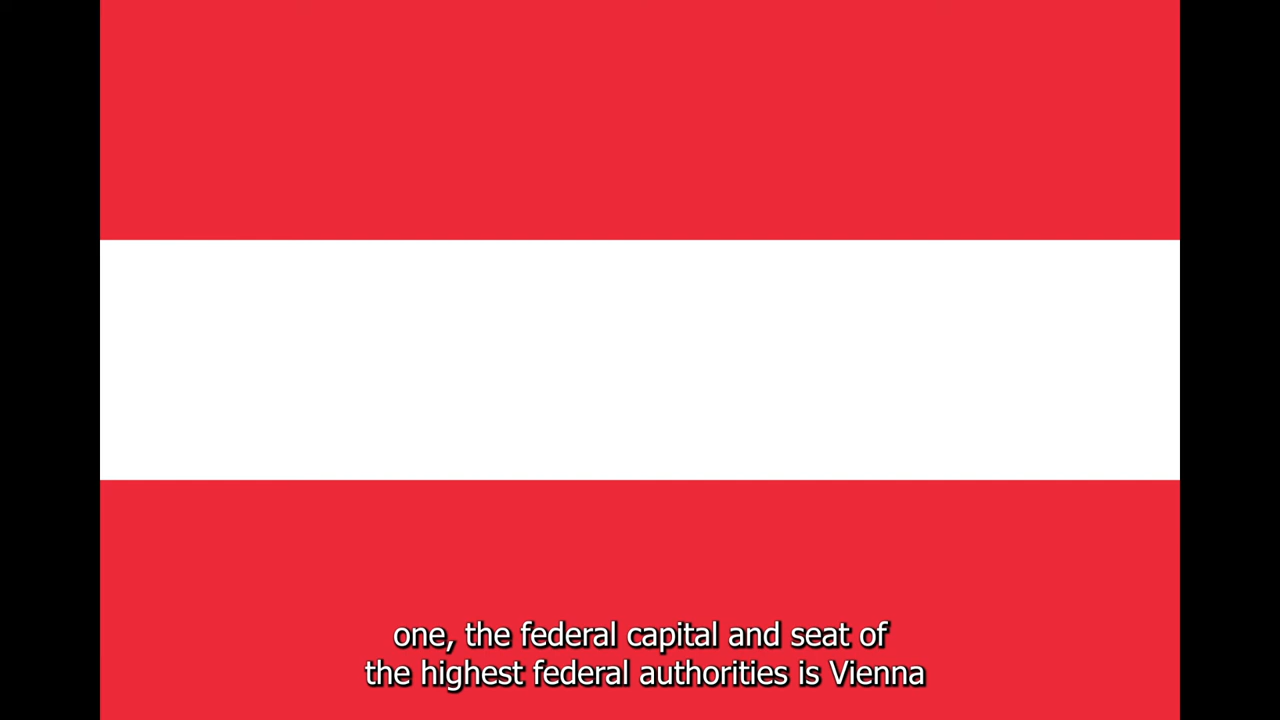 one, the federal capital and seat of
the highest federal authorities is Vienna